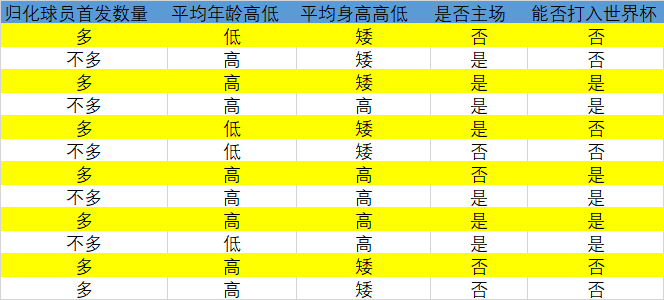 归化球员首发数量 平均年龄高低 平均身高高低 是否主场 能否打入世界杯
多 低 矮 否 否
不多 高 矮 是 否
多 高 矮 是 是
不多 高 高 是 是
多 低 矮 是 否
不多 低 矮 否 否
多 高 高 否 是
不多 高 高 是 是
多 高 高 是 是
不多 低 高 是 是
多 高 矮 否 否
多 高 矮 否 否